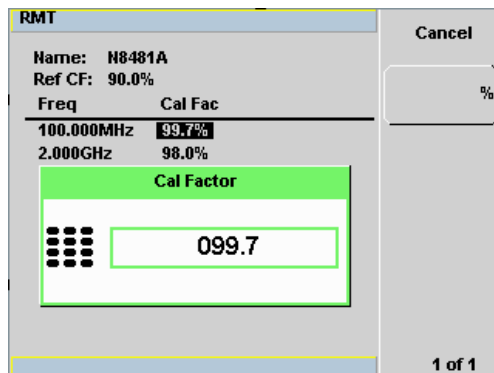 RMT
Cancel
Name: N8481A
Ref CF: 90.0%
%
Freq Cal Fac
100.000MHz 99.7%
2.000GHz 98.0%
Cal Factor
099.7
1 of 1